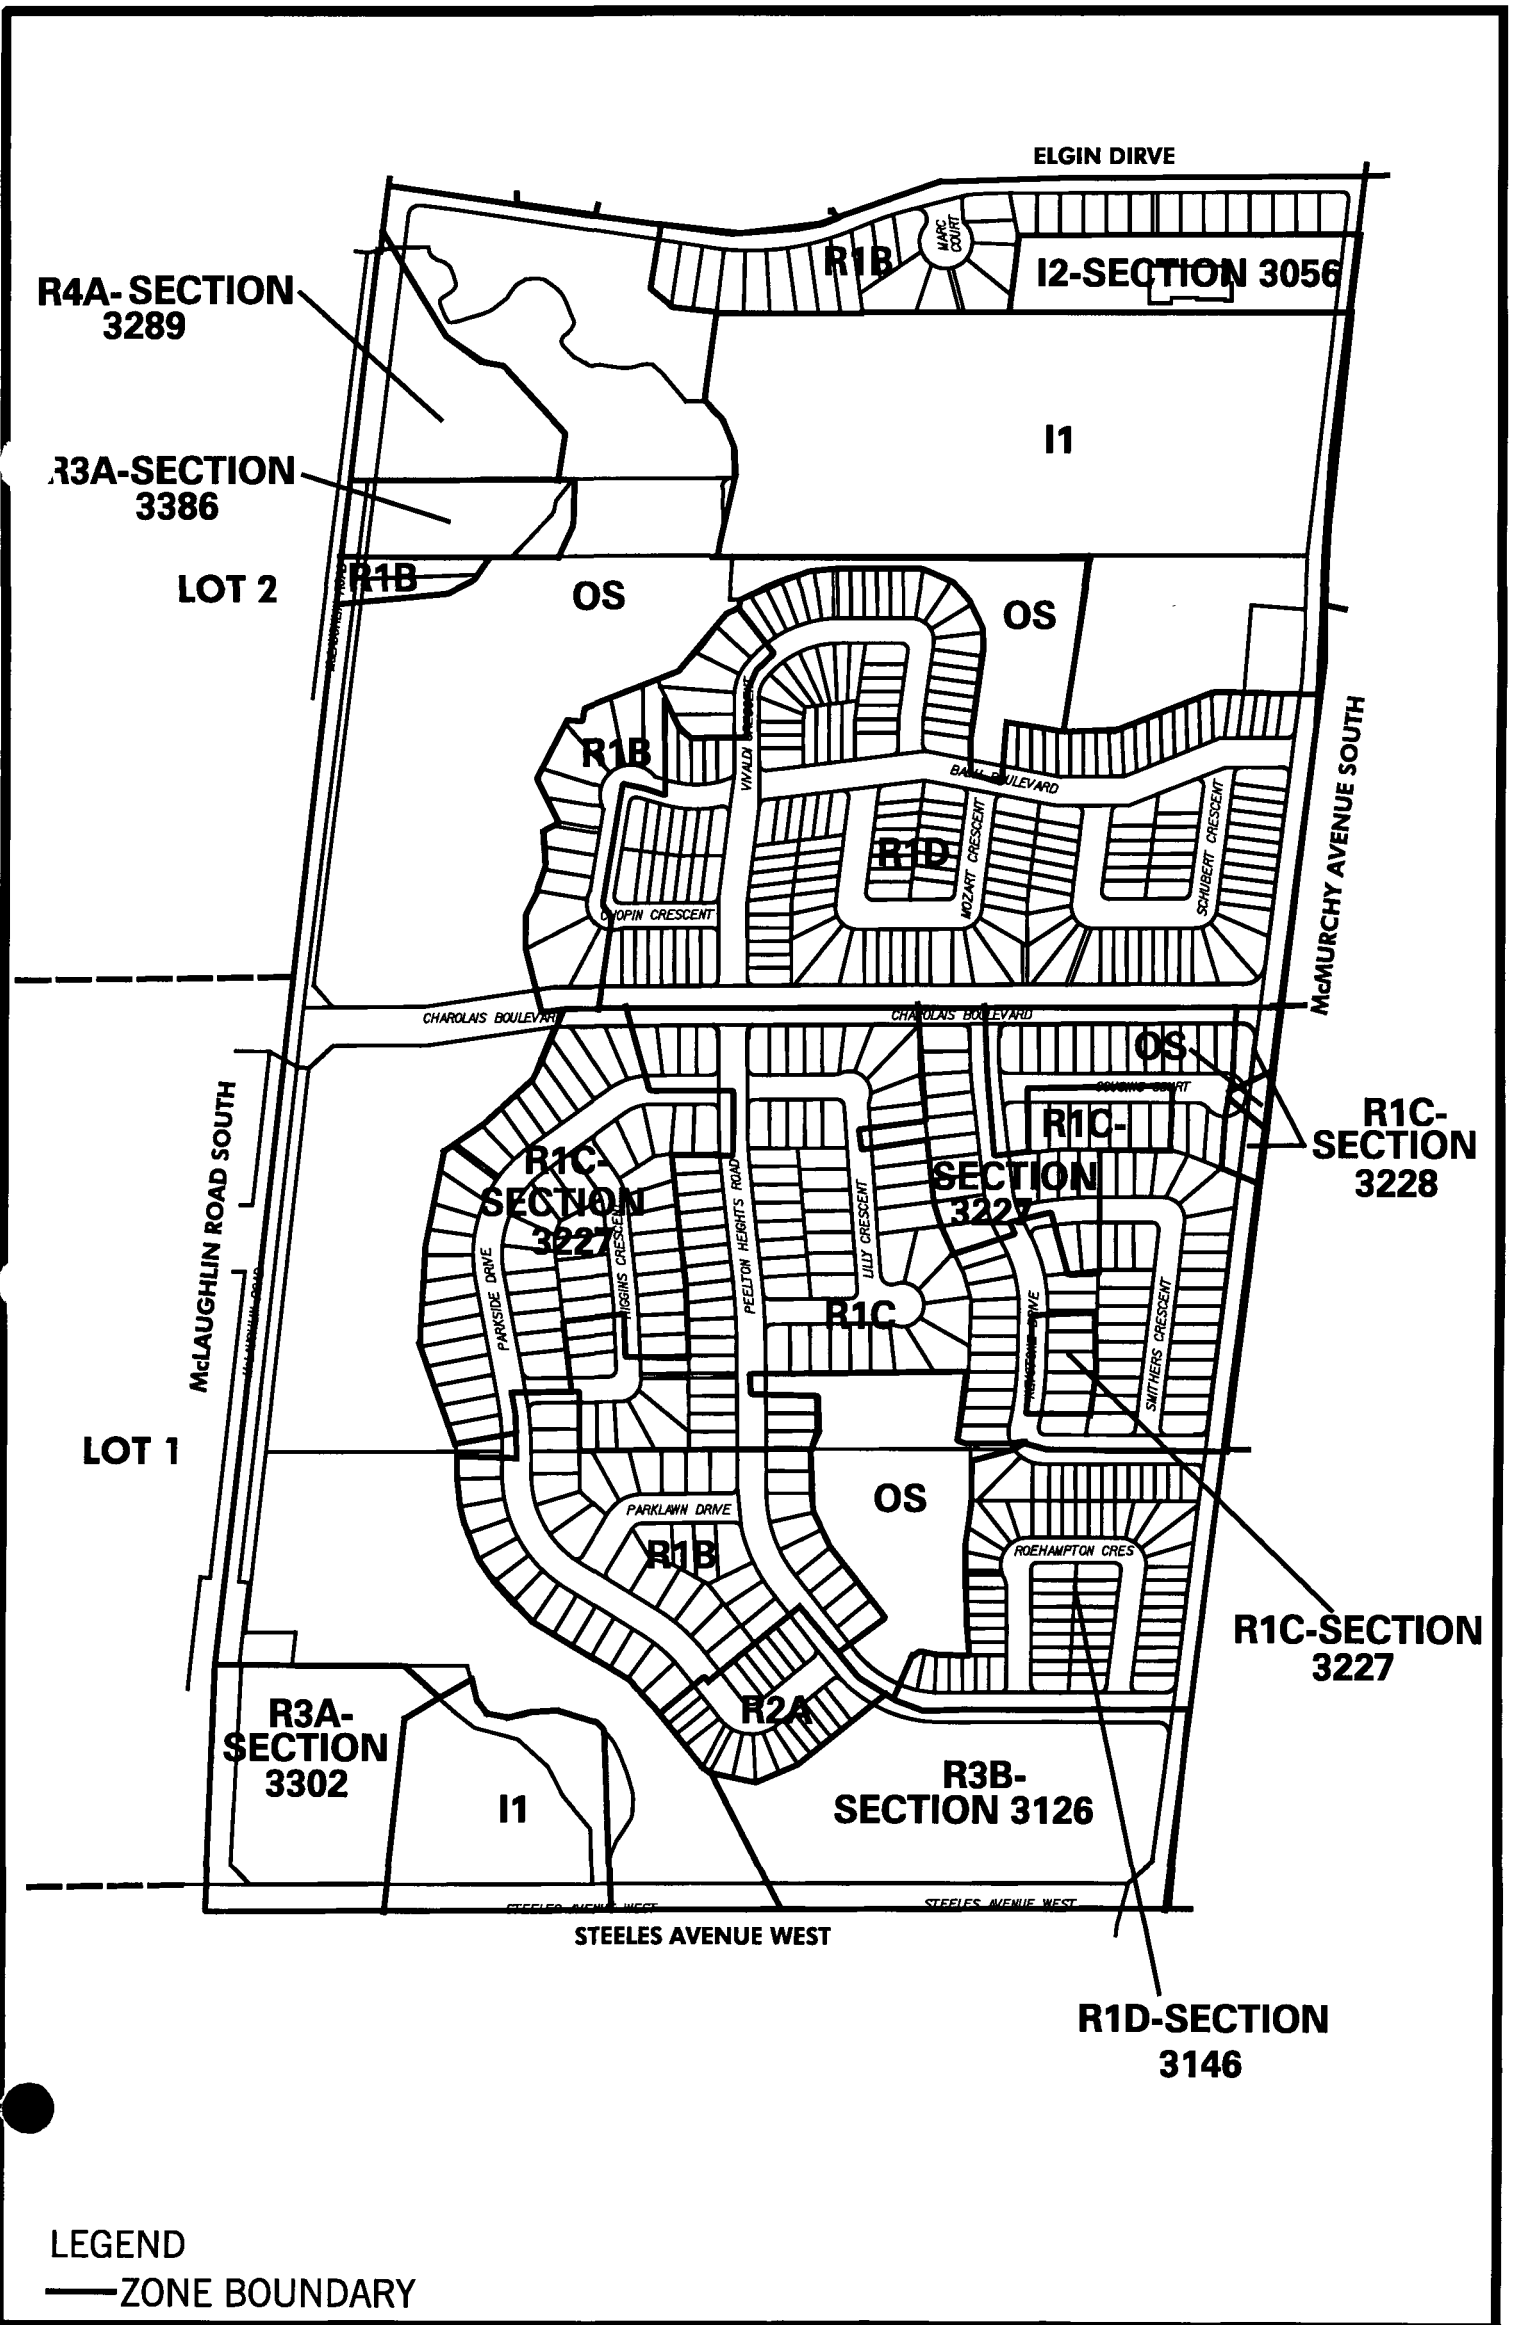 ELGIN DIRVE
MARC
COURT
R1B
I2-SECTION 3056
R4A- SECTION
3289
I1
R3A-SECTION
3386
R1B
LOT 2
OS
OS
VIVALDI CRESCENT
R1B
BACH BOULEVARD
R1D
MOZART CRESCENT
SCHUBERT CRESCENT
CHOPIN CRESCENT
McMURCHY AVENUE SOUTH
CHAROLAIS BOULEVARD
CHAROLAIS BOULEVARD
OS
COUSINS COURT
R1C-
SECTION
3228
R1C-
SECTION
3227
R1C-
SECTION
3227
McLAUGHLIN ROAD SOUTH
McLAUGHLIN ROAD
PARKSIDE DRIVE
HIGGINS CRESCENT
PEELTON HEIGHTS ROAD
LILLY CRESCENT
R1C
SMITHERS CRESCENT
LOT 1
OS
PARKLAWN DRIVE
R1B
ROEHAMPTON CRES
R1C-SECTION
3227
R2A
R3A-
SECTION
3302
I1
R3B-
SECTION 3126
STEELES AVENUE WEST
STEELES AVENUE WEST
STEELES AVENUE WEST
R1D-SECTION
3146
LEGEND
ZONE BOUNDARY